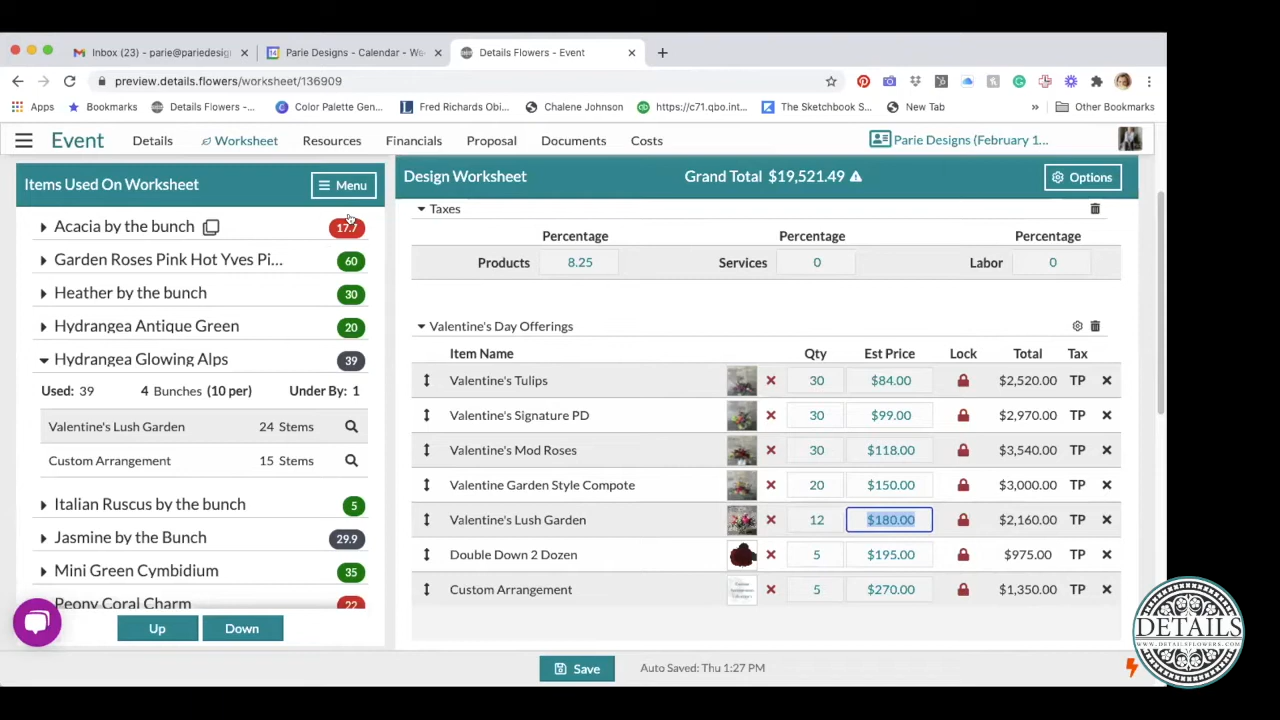 Inbox (23) - parie@pariedesig
Parie Designs - Calendar - We
Details Flowers - Event
preview.details.flowers/worksheet/136909
Apps
Bookmarks
Details Flowers -...
Color Palette Gen...
Fred Richards Obi...
Chalene Johnson
https://c71.qbo.int...
The Sketchbook S...
New Tab
»
Other Bookmarks
Event
Details
Worksheet
Resources
Financials
Proposal
Documents
Costs
Parie Designs (February 1...
Items Used On Worksheet
Menu
Acacia by the bunch 17.7
Garden Roses Pink Hot Yves Pi... 60
Heather by the bunch 30
Hydrangea Antique Green 20
Hydrangea Glowing Alps 39
Used: 39 4 Bunches (10 per) Under By: 1
Valentine's Lush Garden 24 Stems
Custom Arrangement 15 Stems
Italian Ruscus by the bunch 5
Jasmine by the Bunch 29.9
Mini Green Cymbidium 35
Peony Coral Charm 22
Up Down
Design Worksheet Grand Total $19,521.49 Options
Taxes
Percentage Percentage Percentage
Products 8.25 Services 0 Labor 0
Valentine's Day Offerings
Item Name Qty Est Price Lock Total Tax
Valentine's Tulips 30 $84.00 $2,520.00 TP
Valentine's Signature PD 30 $99.00 $2,970.00 TP
Valentine's Mod Roses 30 $118.00 $3,540.00 TP
Valentine Garden Style Compote 20 $150.00 $3,000.00 TP
Valentine's Lush Garden 12 $180.00 $2,160.00 TP
Double Down 2 Dozen 5 $195.00 $975.00 TP
Custom Arrangement 5 $270.00 $1,350.00 TP
Save
Auto Saved: Thu 1:27 PM
DETAILS
WWW.DETAILSFLOWERS.COM